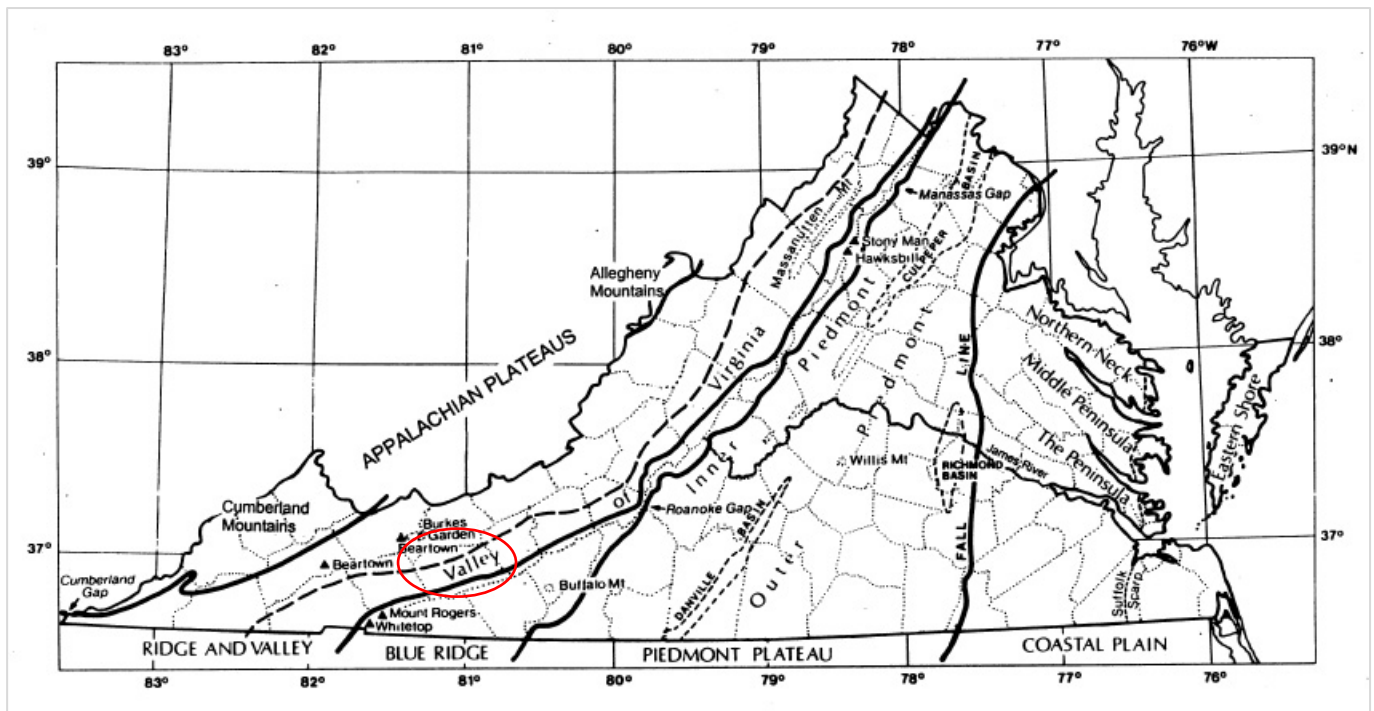 83°
82°
81°
80°
79°
78°
77°
76°W
39°
39°N
Manassas Gap
BASIN
Massanutten Mt
Stony Man
Hawksbill
CULPEPER
Allegheny
Mountains
Northern Neck
38°
38°
APPALACHIAN PLATEAUS
Virginia
Piedmont
Piedmont
LINE
Middle Peninsula
Eastern Shore
The Peninsula
Willis Mt
RICHMOND
BASIN
James River
Inner
of
Cumberland
Mountains
Roanoke Gap
BASIN
Burkes
Garden
Beartown
37°
37°
Beartown
Valley
FALL
Cumberland
Gap
Buffalo Mt
DANVILLE
Outer
Suffolk
Scarp
Mount Rogers
Whitetop
RIDGE AND VALLEY
BLUE RIDGE
PIEDMONT PLATEAU
COASTAL PLAIN
83°
82°
81°
80°
79°
78°
77°
76°